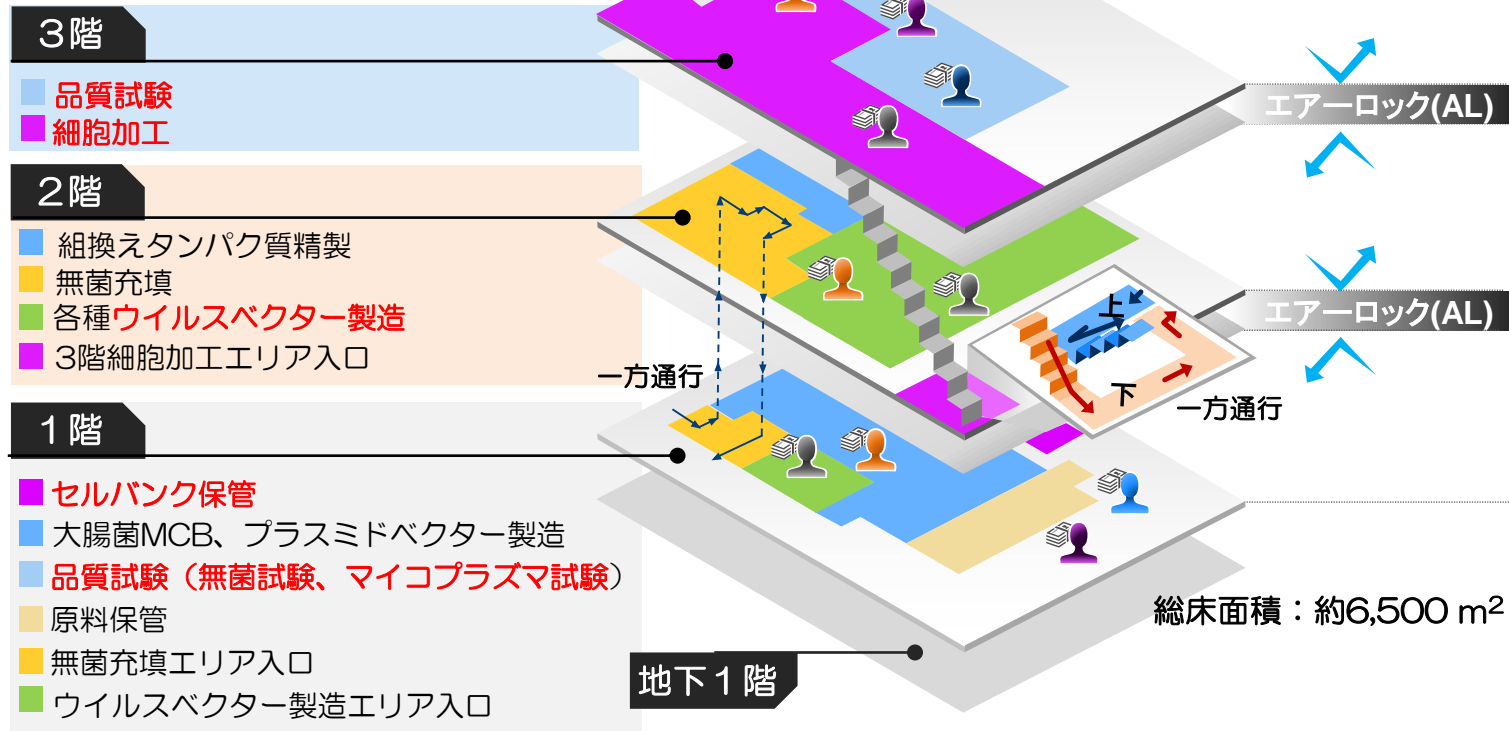 3階
品質試験
細胞加工
2階
組換えタンパク質精製
無菌充填
各種ウイルスベクター製造
3階細胞加工エリア入口
1階
セルバンク保管
大腸菌MCB、プラスミドベクター製造
品質試験（無菌試験、マイコプラズマ試験）
原料保管
無菌充填エリア入口
ウイルスベクター製造エリア入口
エアーロック(AL)
エアーロック(AL)
一方通行
上
下
一方通行
総床面積：約6,500 m²
地下1階